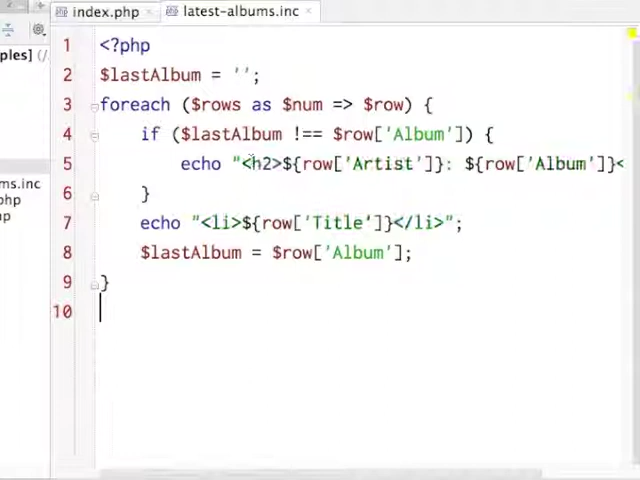 index.php
latest-albums.inc
ples] (/
1 <?php
2 $lastAlbum = '';
3 foreach ($rows as $num => $row) {
4 if ($lastAlbum !== $row['Album']) {
5 echo "<h2>${row['Artist']}: ${row['Album']}<
6 }
7 echo "<li>${row['Title']}</li>";
8 $lastAlbum = $row['Album'];
9 }
10
ms.inc
php
p